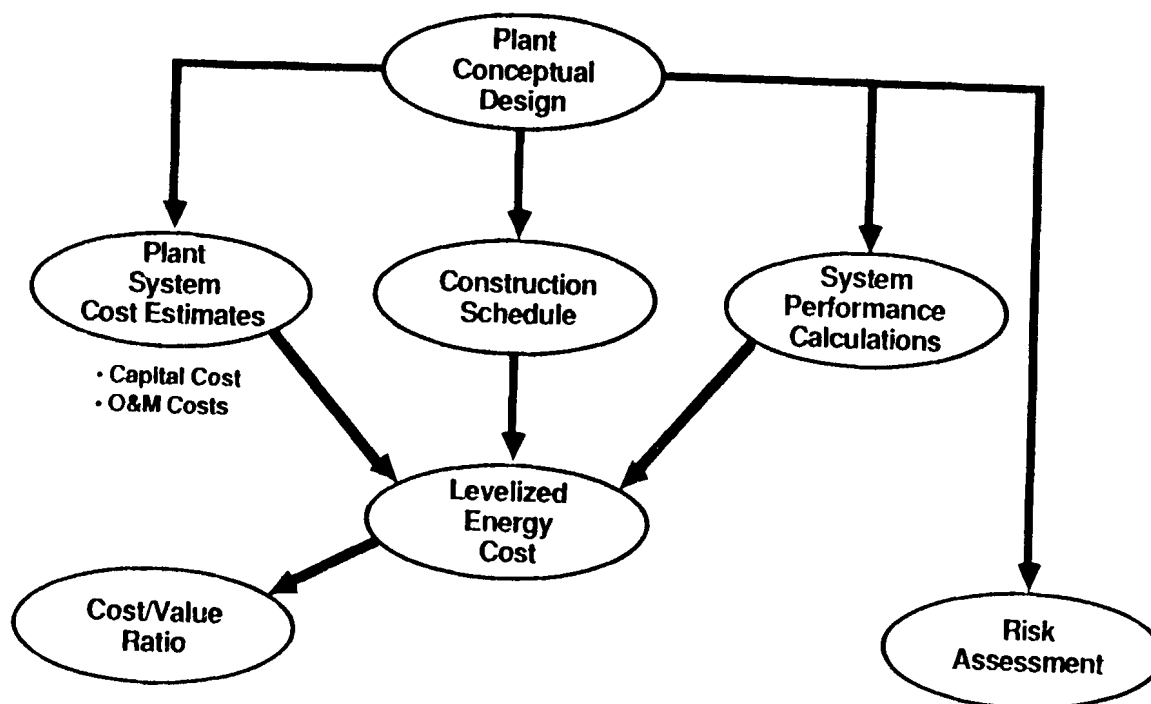 Plant
Conceptual
Design
Plant
System
Cost Estimates
Construction
Schedule
System
Performance
Calculations
· Capital Cost
· O&M Costs
Levelized
Energy
Cost
Cost/Value
Ratio
Risk
Assessment